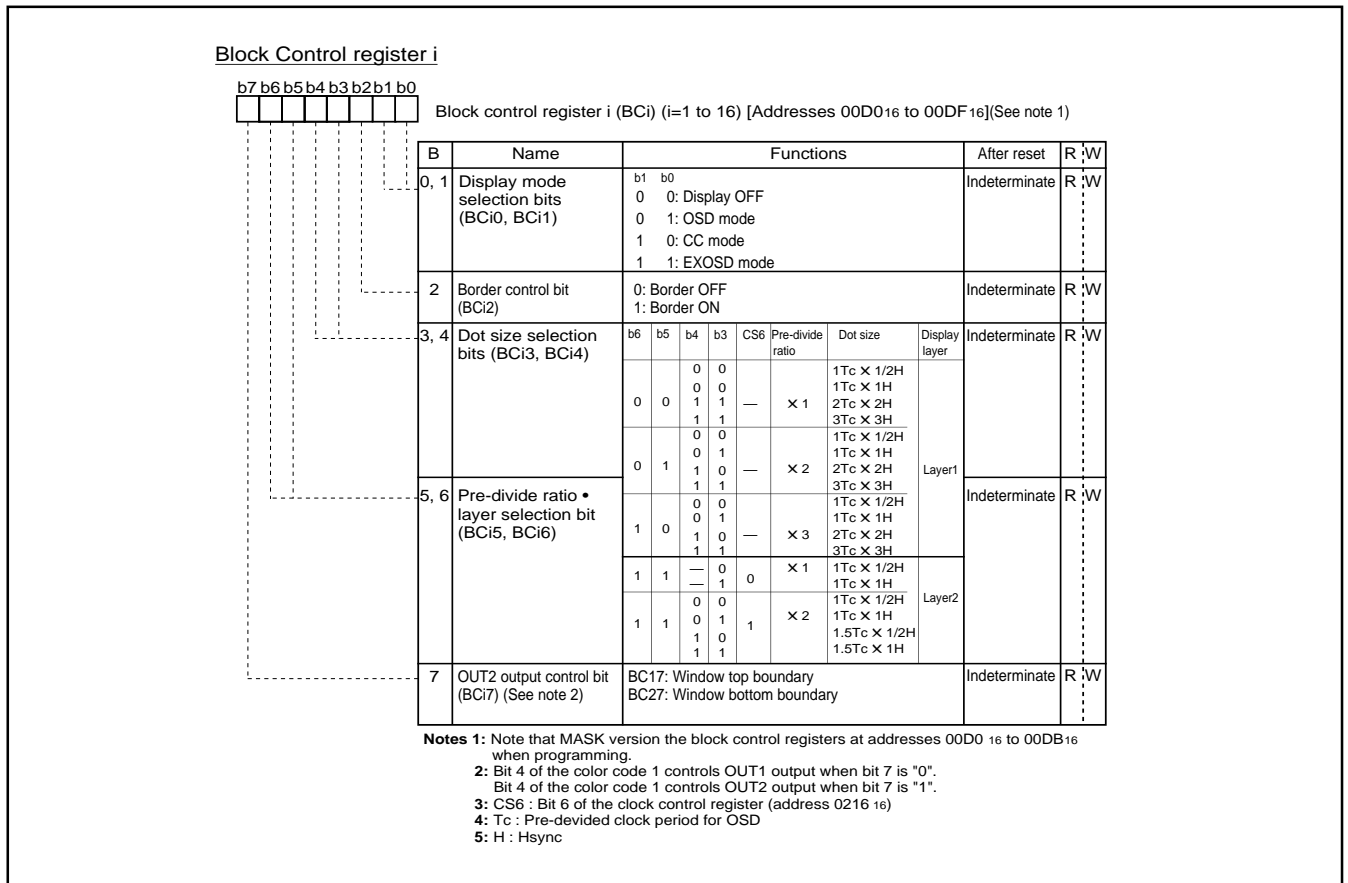 Block Control register i
b7 b6 b5 b4 b3 b2 b1 b0
Block control register i (BCi) (i=1 to 16) [Addresses 00D016 to 00DF16](See note 1)
B Name Functions After reset R W
0, 1 Display mode selection bits (BCi0, BCi1) Indeterminate R W
b1 b0
0 0: Display OFF
0 1: OSD mode
1 0: CC mode
1 1: EXOSD mode
2 Border control bit (BCi2) Indeterminate R W
0: Border OFF
1: Border ON
3, 4 Dot size selection bits (BCi3, BCi4) Indeterminate R W
b6 b5 b4 b3 CS6 Pre-divide ratio Dot size Display layer
0 0 1Tc × 1/2H
0 0 1Tc × 1H
0 0 1 1 — × 1 2Tc × 2H
1 1 3Tc × 3H
0 0 1Tc × 1/2H
0 1 1Tc × 1H
0 1 1 0 — × 2 2Tc × 2H Layer1
1 1 3Tc × 3H
5, 6 Pre-divide ratio • layer selection bit (BCi5, BCi6) Indeterminate R W
0 0 1Tc × 1/2H
0 1 1Tc × 1H
1 0 1 0 — × 3 2Tc × 2H
1 1 3Tc × 3H
1 1 — 0 0 × 1 1Tc × 1/2H
— 1 1Tc × 1H
0 0 1Tc × 1/2H Layer2
1 1 0 1 1 × 2 1Tc × 1H
1 0 1.5Tc × 1/2H
1 1 1.5Tc × 1H
7 OUT2 output control bit (BCi7) (See note 2) Indeterminate R W
BC17: Window top boundary
BC27: Window bottom boundary
Notes 1: Note that MASK version the block control registers at addresses 00D0 16 to 00DB16
when programming.
2: Bit 4 of the color code 1 controls OUT1 output when bit 7 is "0".
Bit 4 of the color code 1 controls OUT2 output when bit 7 is "1".
3: CS6 : Bit 6 of the clock control register (address 0216 16)
4: Tc : Pre-devided clock period for OSD
5: H : Hsync